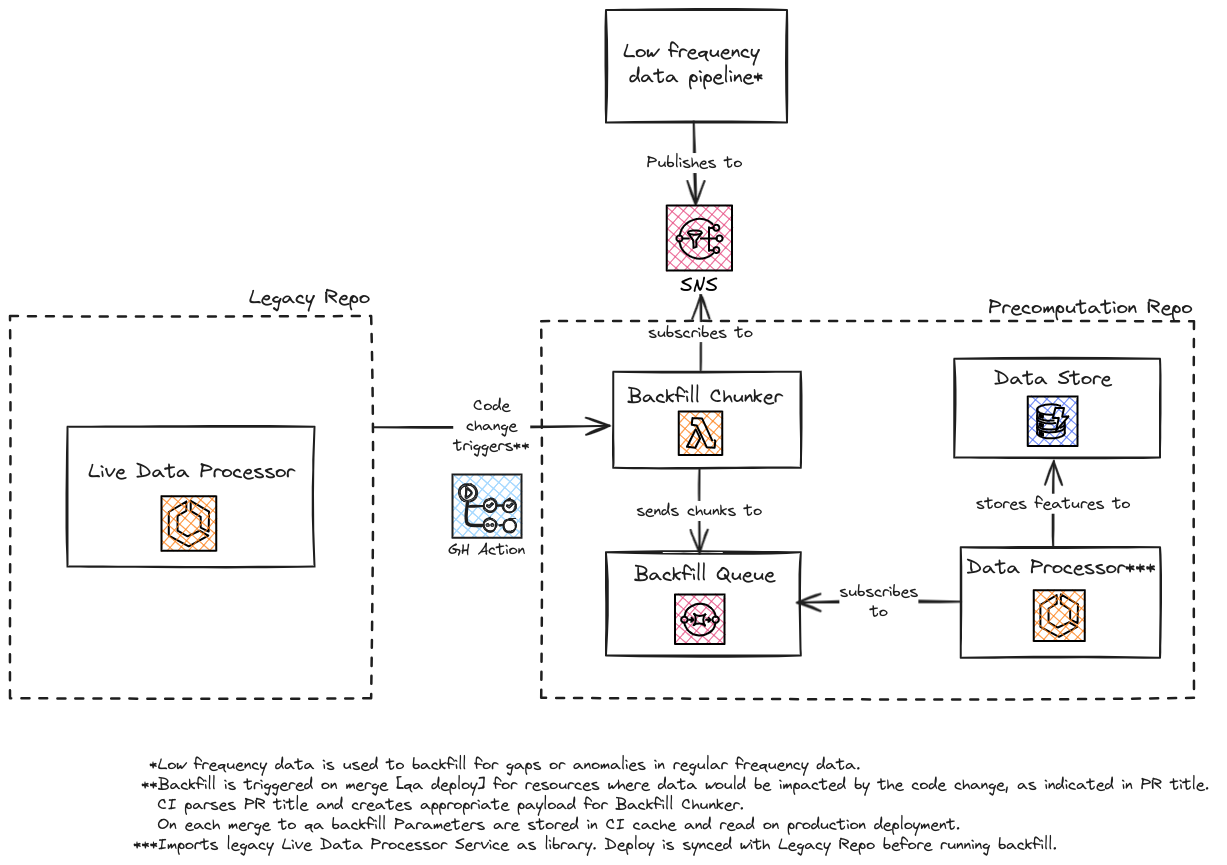 Low frequency
data pipeline*
Publishes to
SNS
Legacy Repo
Precomputation Repo
subscribes to
Data Store
Backfill Chunker
Code
change
triggers**
Live Data Processor
sends chunks to
stores features to
GH Action
Data Processor***
Backfill Queue
subscribes
to
*Low frequency data is used to backfill for gaps or anomalies in regular frequency data.
**Backfill is triggered on merge [qa deploy] for resources where data would be impacted by the code change, as indicated in PR title.
CI parses PR title and creates appropriate payload for Backfill Chunker.
On each merge to qa backfill Parameters are stored in CI cache and read on production deployment.
***Imports legacy Live Data Processor Service as library. Deploy is synced with Legacy Repo before running backfill.